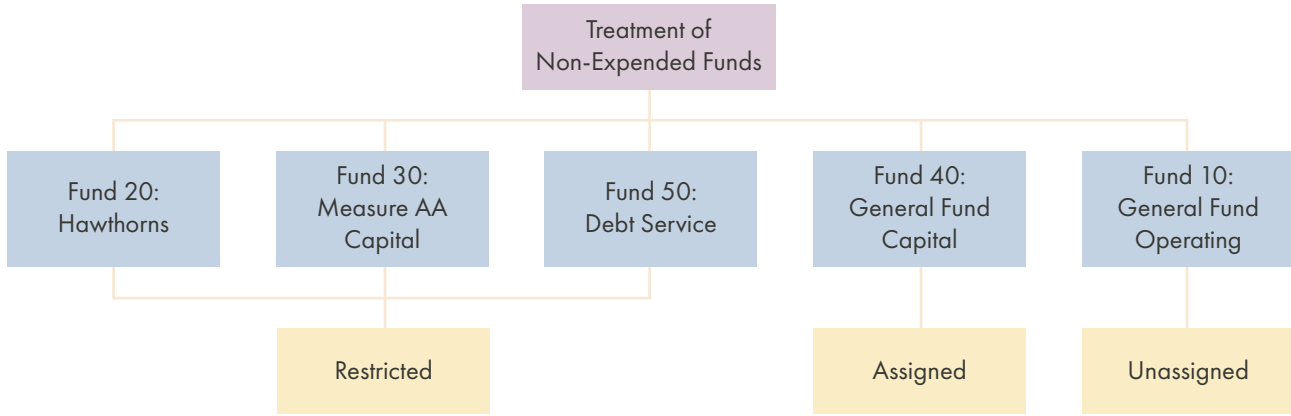 Treatment of
Non-Expended Funds
Fund 20:
Hawthorns
Fund 30:
Measure AA
Capital
Fund 50:
Debt Service
Fund 40:
General Fund
Capital
Fund 10:
General Fund
Operating
Restricted
Assigned
Unassigned